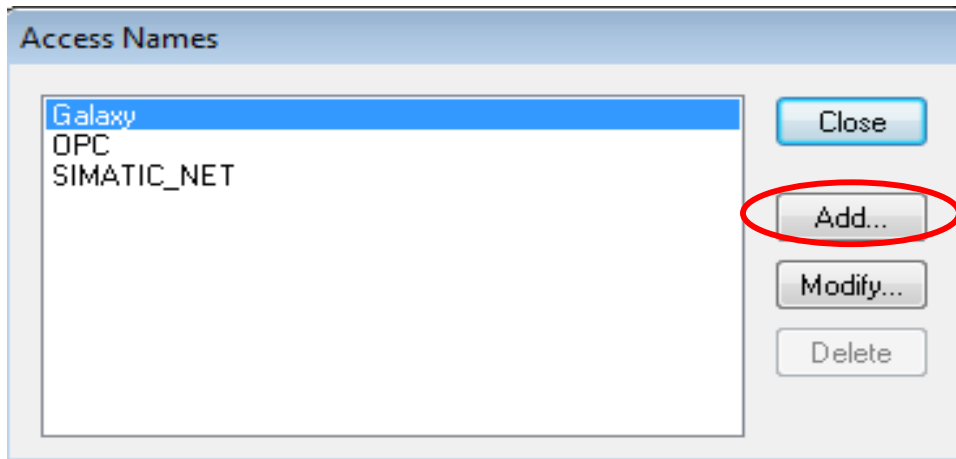 Access Names
Galaxy
OPC
SIMATIC_NET
Close
Add...
Modify...
Delete